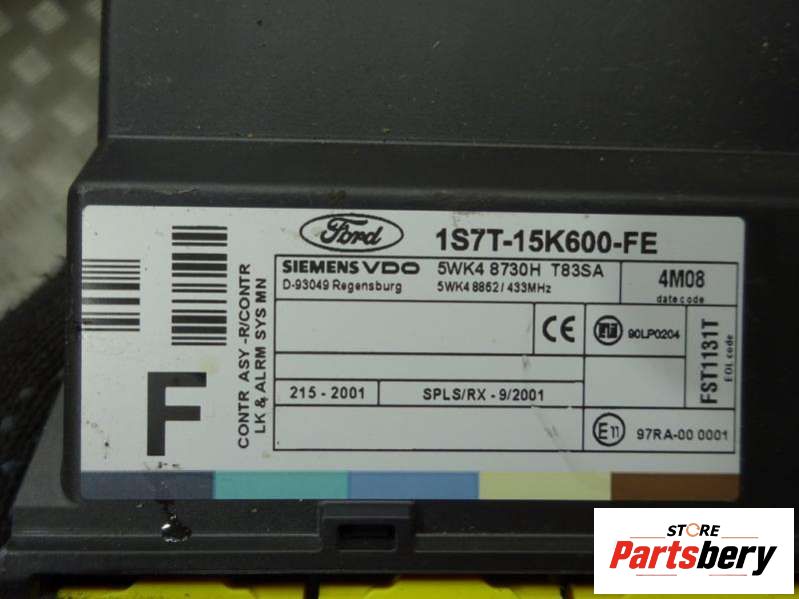 Ford
1S7T-15K600-FE
SIEMENS VDO 5WK4 8730H T83SA
D-93049 Regensburg 5WK4 8862 / 433MHz
4M08
datecode
CE
90LP0204
FST1131T
EOL code
215 - 2001
SPLS/RX - 9/2001
E11
97RA-00 0001
CONTR ASY -R/CONTR
LK & ALRM SYS MN
F
STORE
Partsbery